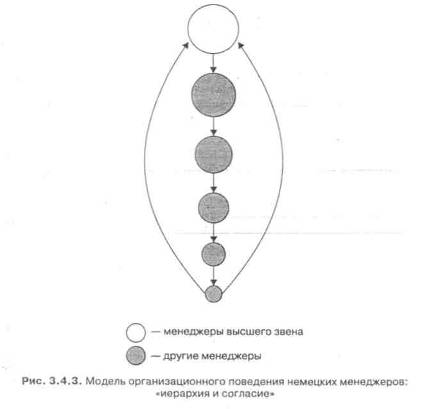 — менеджеры высшего звена
— другие менеджеры
Рис. 3.4.3. Модель организационного поведения немецких менеджеров:
«иерархия и согласие»